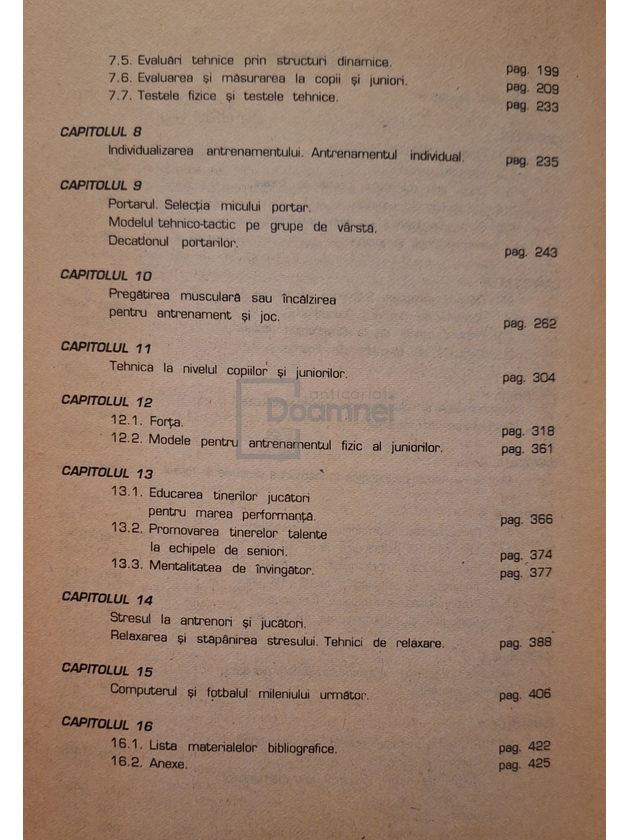 7.5. Evaluări tehnice prin structuri dinamice. pag. 199
7.6. Evaluarea și măsurarea la copii și juniori. pag. 209
7.7. Testele fizice și testele tehnice. pag. 233
CAPITOLUL 8
Individualizarea antrenamentului. Antrenamentul individual. pag. 235
CAPITOLUL 9
Portarul. Selecția micului portar.
Modelul tehnico-tactic pe grupe de vârstă.
Decatlonul portarilor. pag. 243
CAPITOLUL 10
Pregătirea musculară sau încălzirea
pentru antrenament și joc. pag. 262
CAPITOLUL 11
Tehnica la nivelul copiilor și juniorilor. pag. 304
anticariat
Doamnei
CAPITOLUL 12
12.1. Forța. pag. 318
12.2. Modele pentru antrenamentul fizic al juniorilor. pag. 361
CAPITOLUL 13
13.1. Educarea tinerilor jucători
pentru marea performanță. pag. 366
13.2. Promovarea tinerelor talente
la echipele de seniori. pag. 374
13.3. Mentalitatea de învingător. pag. 377
CAPITOLUL 14
Stresul la antrenori și jucători.
Relaxarea și stăpânirea stresului. Tehnici de relaxare. pag. 388
CAPITOLUL 15
Computerul și fotbalul mileniului următor. pag. 406
CAPITOLUL 16
16.1. Lista materialelor bibliografice. pag. 422
16.2. Anexe. pag. 425